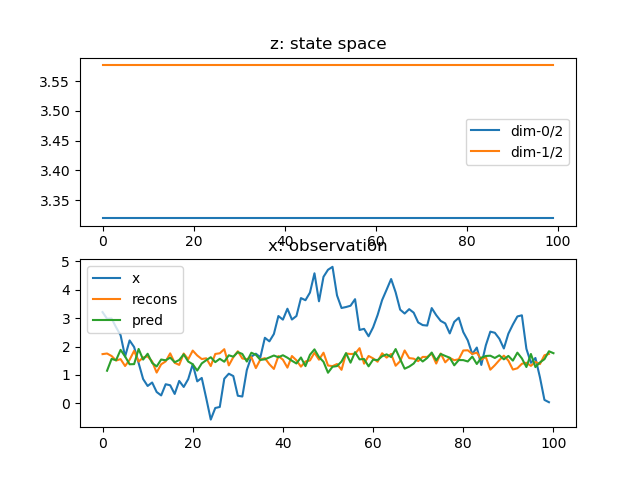 z: state space
3.55
3.50
3.45
3.40
3.35
dim-0/2
dim-1/2
0 20 40 60 80 100
x: observation
5
4
3
2
1
0
x
recons
pred
0 20 40 60 80 100